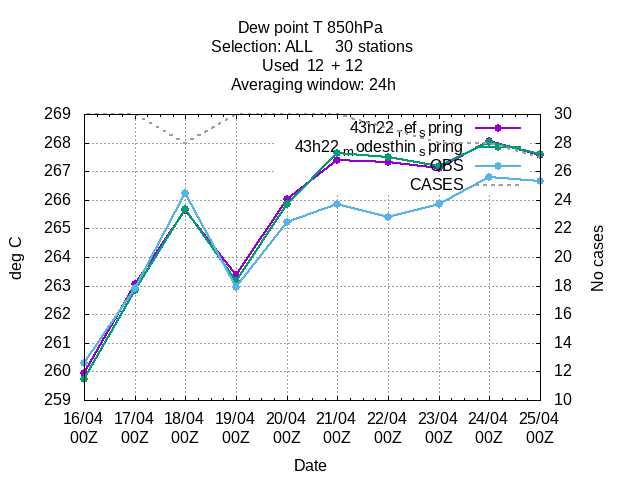 Dew point T 850hPa
Selection: ALL 30 stations
Used 12 + 12
Averaging window: 24h
269
268
267
266
265
264
263
262
261
260
259
deg C
30
28
26
24
22
20
18
16
14
12
10
No cases
43h22_ref_spring
43h22_modesthin_spring
OBS
CASES
16/04 17/04 18/04 19/04 20/04 21/04 22/04 23/04 24/04 25/04
00Z 00Z 00Z 00Z 00Z 00Z 00Z 00Z 00Z 00Z
Date